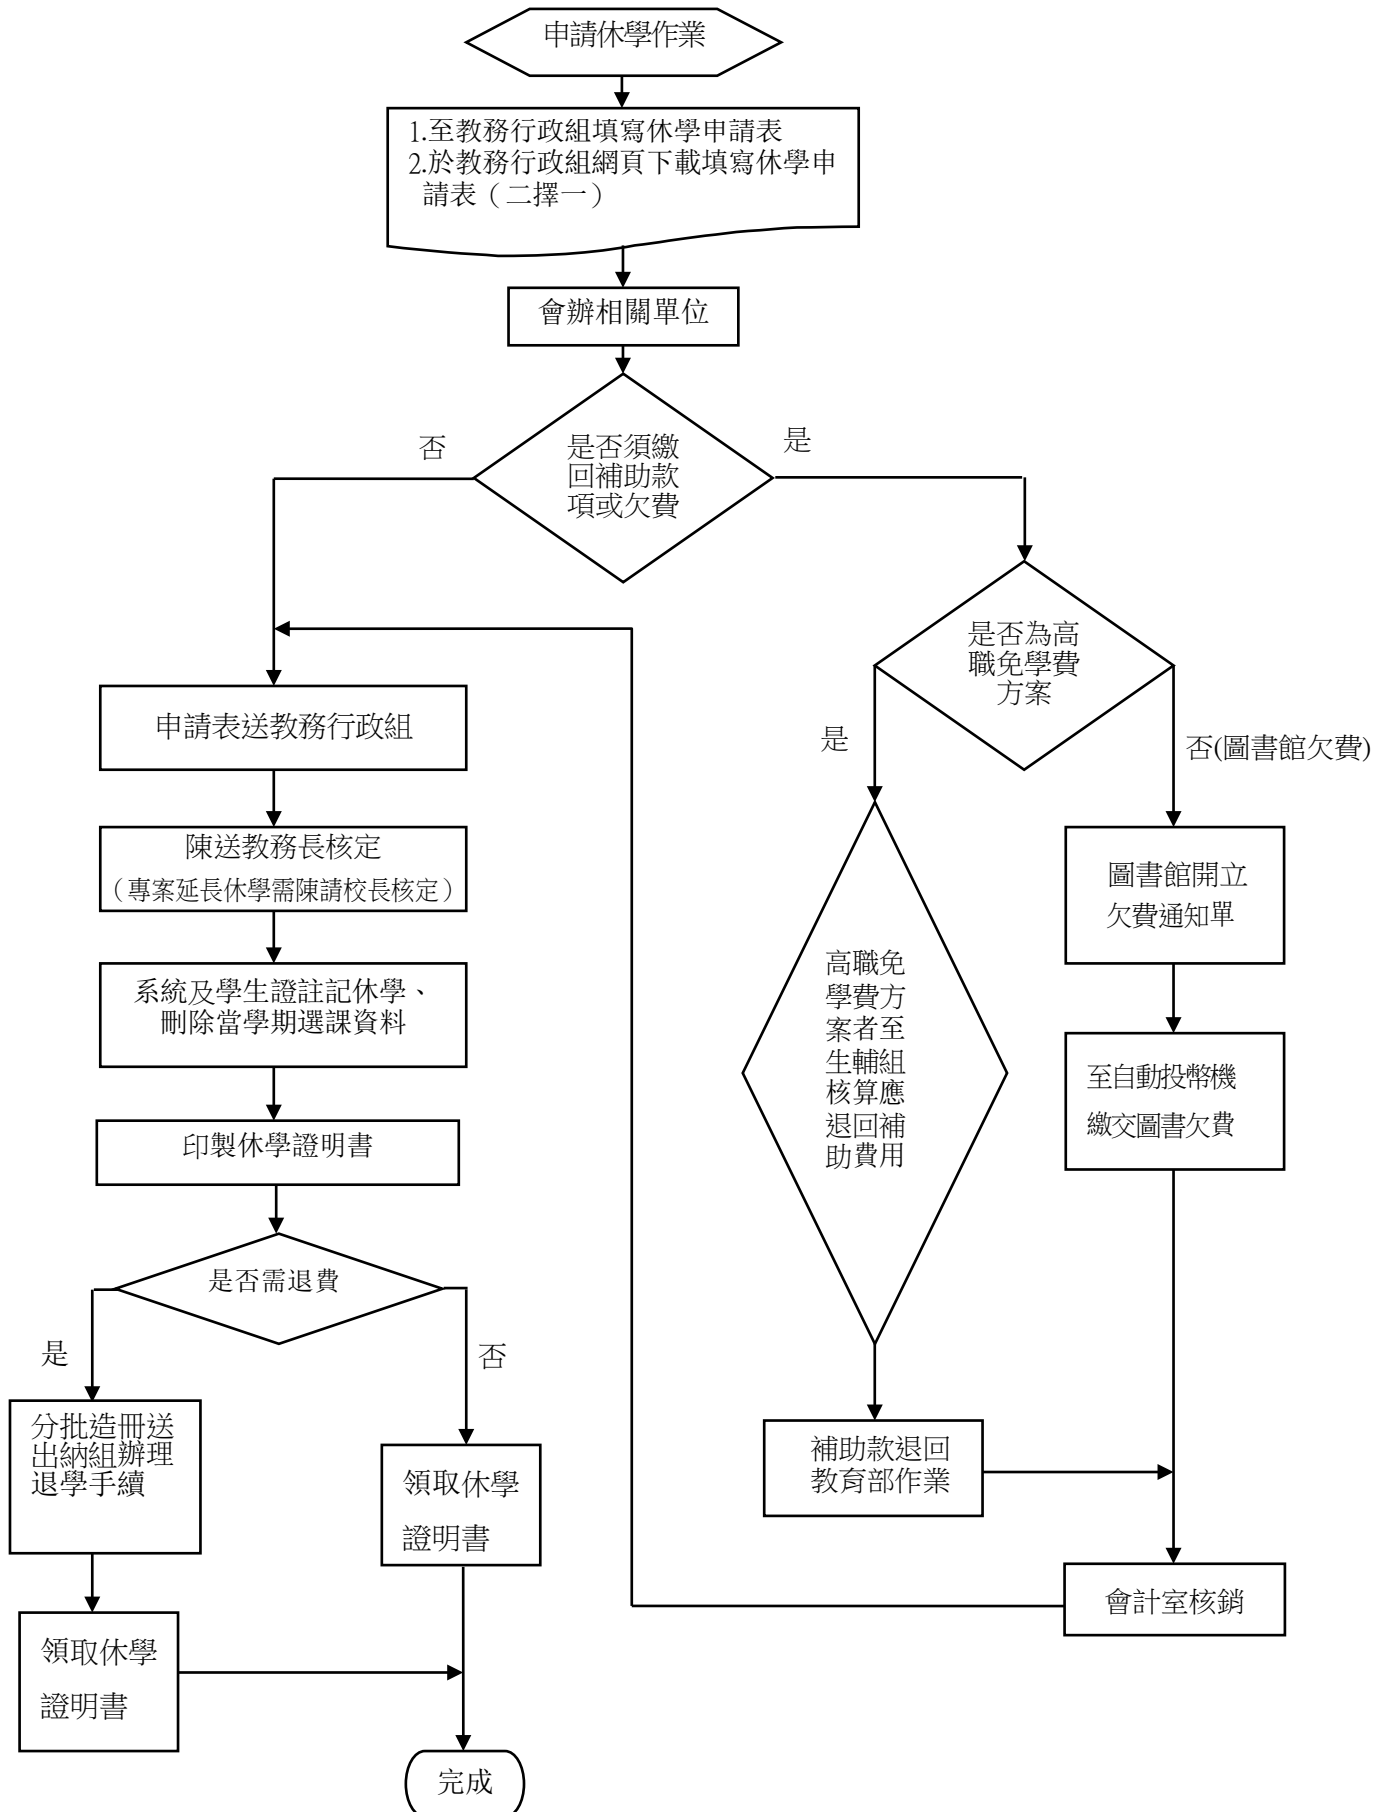 申請休學作業
1.至教務行政組填寫休學申請表
2.於教務行政組網頁下載填寫休學申
請表（二擇一）
會辦相關單位
否
是否須繳
回補助款
項或欠費
是
是否為高
職免學費
方案
是
否(圖書館欠費)
申請表送教務行政組
陳送教務長核定
（專案延長休學需陳請校長核定）
圖書館開立
欠費通知單
高職免
學費方
案者至
生輔組
核算應
退回補
助費用
系統及學生證註記休學、
刪除當學期選課資料
至自動投幣機
繳交圖書欠費
印製休學證明書
是否需退費
是
否
分批造冊送
出納組辦理
退學手續
領取休學
證明書
補助款退回
教育部作業
會計室核銷
領取休學
證明書
完成